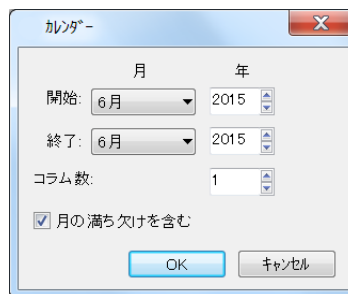 ｶﾚﾝﾀﾞｰ
月 年
開始: 6月 2015
終了: 6月 2015
コラム数: 1
月の満ち欠けを含む
OK ｷｬﾝｾﾙ